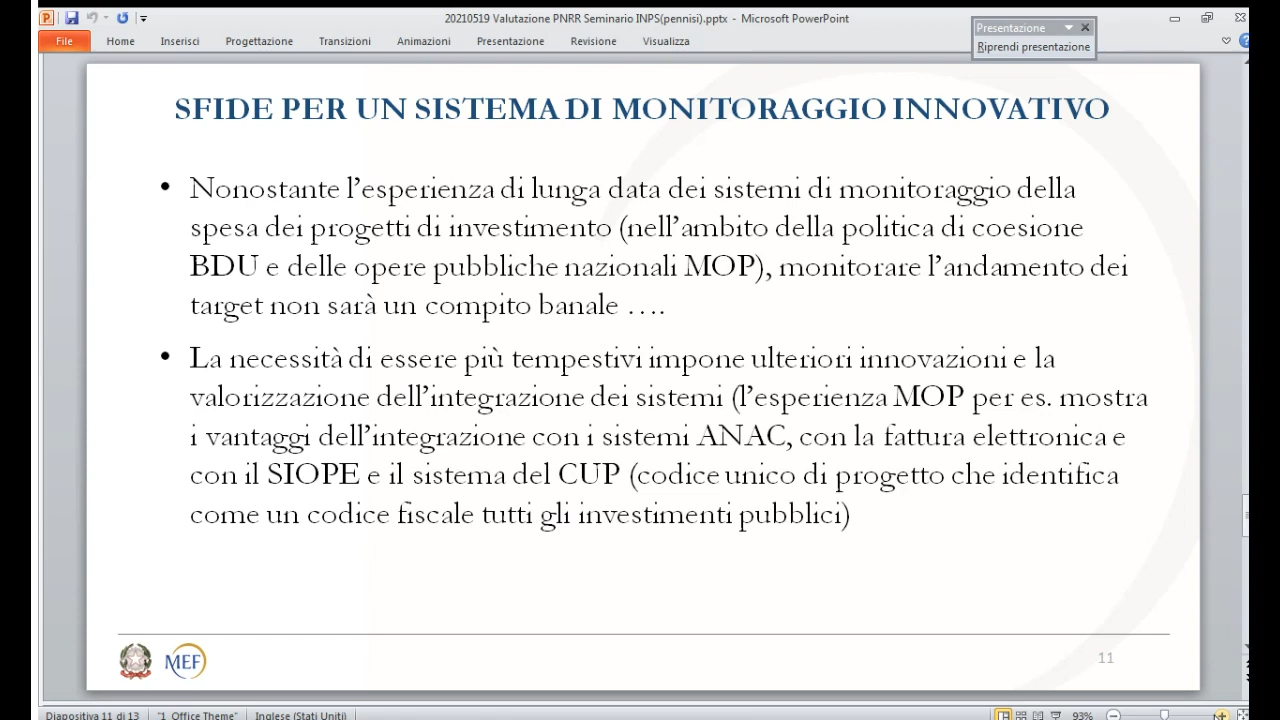 20210519 Valutazione PNRR Seminario INPS(pennisi).pptx - Microsoft PowerPoint
Presentazione
Riprendi presentazione
File Home Inserisci Progettazione Transizioni Animazioni Presentazione Revisione Visualizza
SFIDE PER UN SISTEMA DI MONITORAGGIO INNOVATIVO
• Nonostante l’esperienza di lunga data dei sistemi di monitoraggio della
spesa dei progetti di investimento (nell’ambito della politica di coesione
BDU e delle opere pubbliche nazionali MOP), monitorare l’andamento dei
target non sarà un compito banale ….
• La necessità di essere più tempestivi impone ulteriori innovazioni e la
valorizzazione dell’integrazione dei sistemi (l’esperienza MOP per es. mostra
i vantaggi dell’integrazione con i sistemi ANAC, con la fattura elettronica e
con il SIOPE e il sistema del CUP (codice unico di progetto che identifica
come un codice fiscale tutti gli investimenti pubblici)
MEF
11
Diapositiva 11 di 13 "1_Office Theme" Inglese (Stati Uniti) 93%